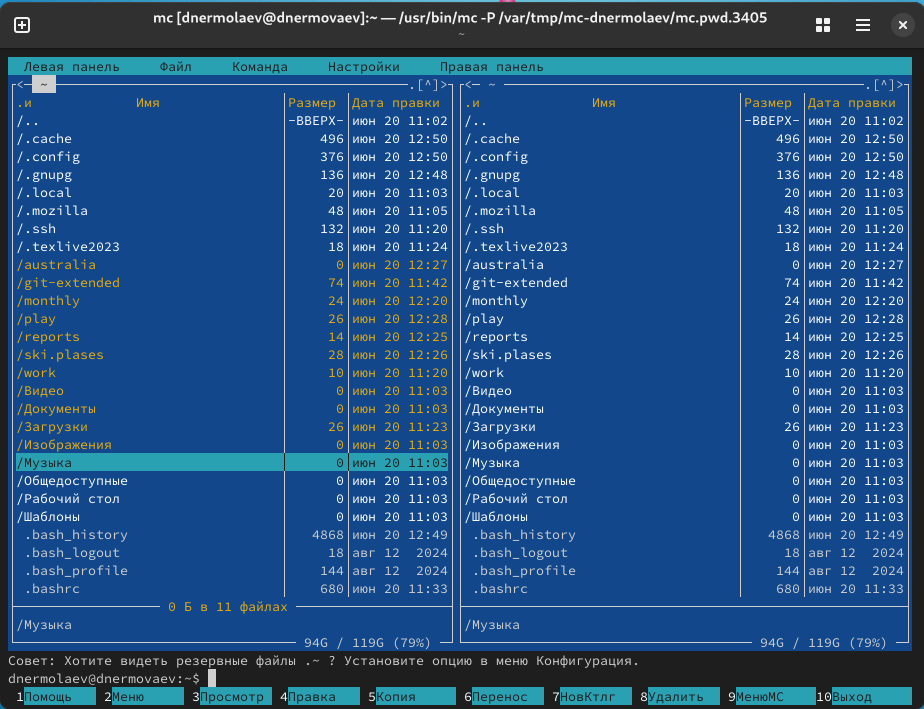 mc [dnermolaev@dnermovaev]:~ — /usr/bin/mc -P /var/tmp/mc-dnermolaev/mc.pwd.3405
~
Левая панель Файл Команда Настройки Правая панель
<─ ~ .[^]> <─ ~ .[^]>
.и Имя Размер Дата правки .и Имя Размер Дата правки
/.. -ВВЕРХ- июн 20 11:02 /.. -ВВЕРХ- июн 20 11:02
/.cache 496 июн 20 12:50 /.cache 496 июн 20 12:50
/.config 376 июн 20 12:50 /.config 376 июн 20 12:50
/.gnupg 136 июн 20 12:48 /.gnupg 136 июн 20 12:48
/.local 20 июн 20 11:03 /.local 20 июн 20 11:03
/.mozilla 48 июн 20 11:05 /.mozilla 48 июн 20 11:05
/.ssh 132 июн 20 11:20 /.ssh 132 июн 20 11:20
/.texlive2023 18 июн 20 11:24 /.texlive2023 18 июн 20 11:24
/australia 0 июн 20 12:27 /australia 0 июн 20 12:27
/git-extended 74 июн 20 11:42 /git-extended 74 июн 20 11:42
/monthly 24 июн 20 12:20 /monthly 24 июн 20 12:20
/play 26 июн 20 12:28 /play 26 июн 20 12:28
/reports 14 июн 20 12:25 /reports 14 июн 20 12:25
/ski.plases 28 июн 20 12:26 /ski.plases 28 июн 20 12:26
/work 10 июн 20 11:20 /work 10 июн 20 11:20
/Видео 0 июн 20 11:03 /Видео 0 июн 20 11:03
/Документы 0 июн 20 11:03 /Документы 0 июн 20 11:03
/Загрузки 26 июн 20 11:23 /Загрузки 26 июн 20 11:23
/Изображения 0 июн 20 11:03 /Изображения 0 июн 20 11:03
/Музыка 0 июн 20 11:03 /Музыка 0 июн 20 11:03
/Общедоступные 0 июн 20 11:03 /Общедоступные 0 июн 20 11:03
/Рабочий стол 0 июн 20 11:03 /Рабочий стол 0 июн 20 11:03
/Шаблоны 0 июн 20 11:03 /Шаблоны 0 июн 20 11:03
.bash_history 4868 июн 20 12:49 .bash_history 4868 июн 20 12:49
.bash_logout 18 авг 12 2024 .bash_logout 18 авг 12 2024
.bash_profile 144 авг 12 2024 .bash_profile 144 авг 12 2024
.bashrc 680 июн 20 11:33 .bashrc 680 июн 20 11:33
0 Б в 11 файлах
/Музыка /Музыка
94G / 119G (79%) 94G / 119G (79%)
Совет: Хотите видеть резервные файлы .~ ? Установите опцию в меню Конфигурация.
dnermolaev@dnermovaev:~$
1Помощь 2Меню 3Просмотр 4Правка 5Копия 6Перенос 7НовКтлг 8Удалить 9МенюМС 10Выход